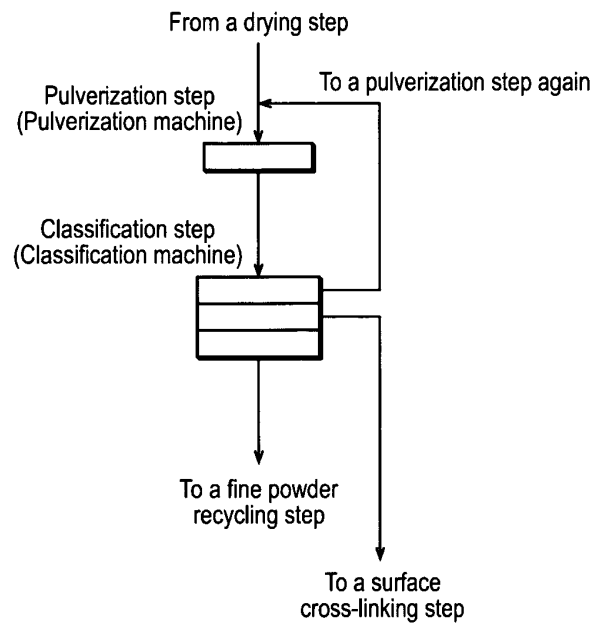 From a drying step
To a pulverization step again
Pulverization step
(Pulverization machine)
Classification step
(Classification machine)
To a fine powder
recycling step
To a surface
cross-linking step